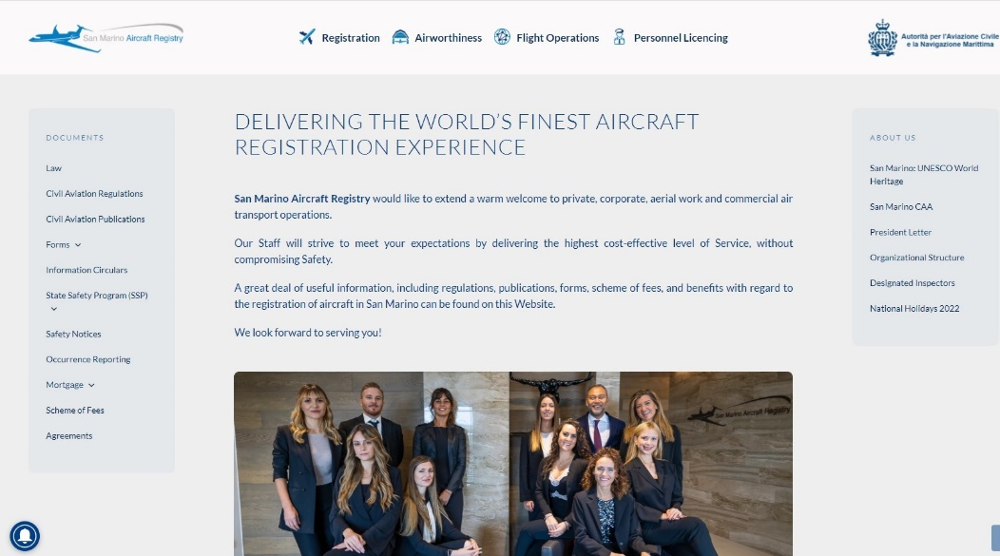 San Marino Aircraft Registry
Registration
Airworthiness
Flight Operations
Personnel Licencing
Autorità per l'Aviazione Civile
e la Navigazione Marittima
DOCUMENTS
Law
Civil Aviation Regulations
Civil Aviation Publications
Forms
Information Circulars
State Safety Program (SSP)
Safety Notices
Occurrence Reporting
Mortgage
Scheme of Fees
Agreements
DELIVERING THE WORLD’S FINEST AIRCRAFT
REGISTRATION EXPERIENCE
San Marino Aircraft Registry would like to extend a warm welcome to private, corporate, aerial work and commercial air
transport operations.
Our Staff will strive to meet your expectations by delivering the highest cost-effective level of Service, without
compromising Safety.
A great deal of useful information, including regulations, publications, forms, scheme of fees, and benefits with regard to
the registration of aircraft in San Marino can be found on this Website.
We look forward to serving you!
San Marino Aircraft Registry
ABOUT US
San Marino: UNESCO World
Heritage
San Marino CAA
President Letter
Organizational Structure
Designated Inspectors
National Holidays 2022